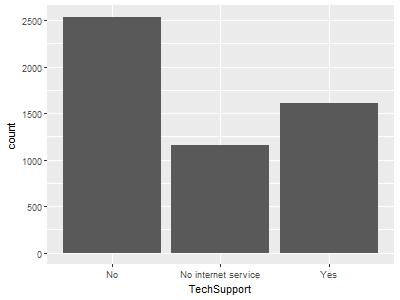 2500
2000
1500
1000
500
0
count
No
No internet service
Yes
TechSupport